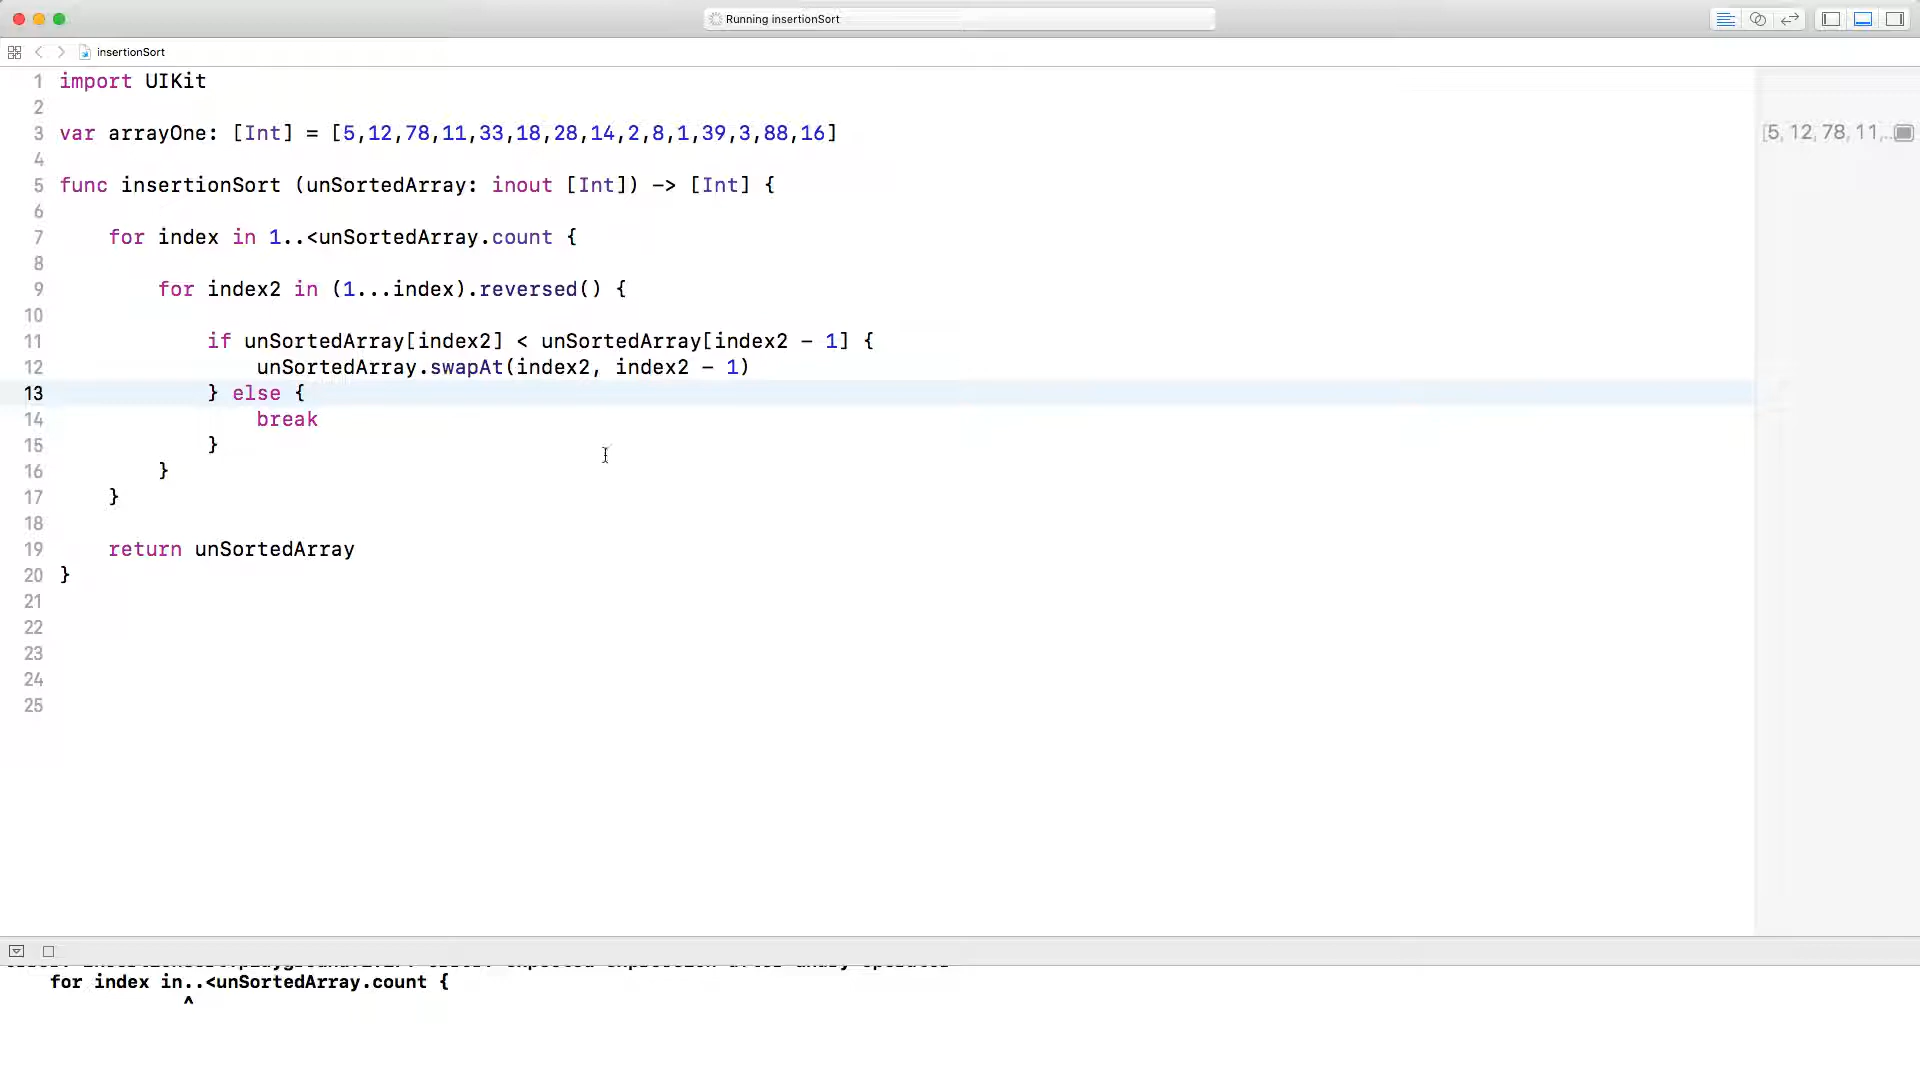 Running insertionSort
insertionSort
1 import UIKit
2
3 var arrayOne: [Int] = [5,12,78,11,33,18,28,14,2,8,1,39,3,88,16]
[5, 12, 78, 11,...
4
5 func insertionSort (unSortedArray: inout [Int]) -> [Int] {
6
7 for index in 1..<unSortedArray.count {
8
9 for index2 in (1...index).reversed() {
10
11 if unSortedArray[index2] < unSortedArray[index2 - 1] {
12 unSortedArray.swapAt(index2, index2 - 1)
13 } else {
14 break
15 }
16 }
17 }
18
19 return unSortedArray
20 }
21
22
23
24
25
for index in..<unSortedArray.count {
^